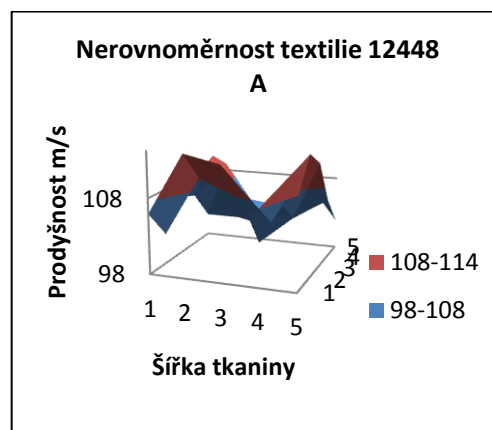 Nerovnoměrnost textilie 12448
A
Prodyšnost m/s
108
98
1 2 3 4 5
1
2
3
4
5
Šířka tkaniny
108-114
98-108